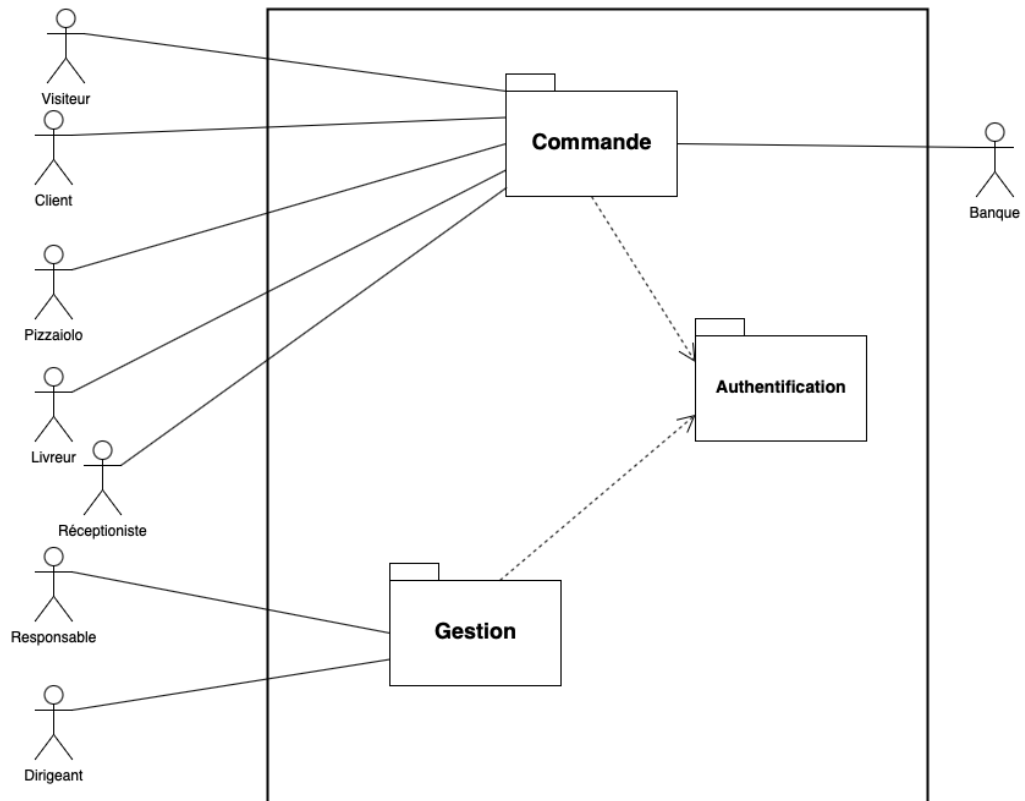 Visiteur
Commande
Client
Banque
Pizzaiolo
Authentification
Livreur
Réceptioniste
Gestion
Responsable
Dirigeant